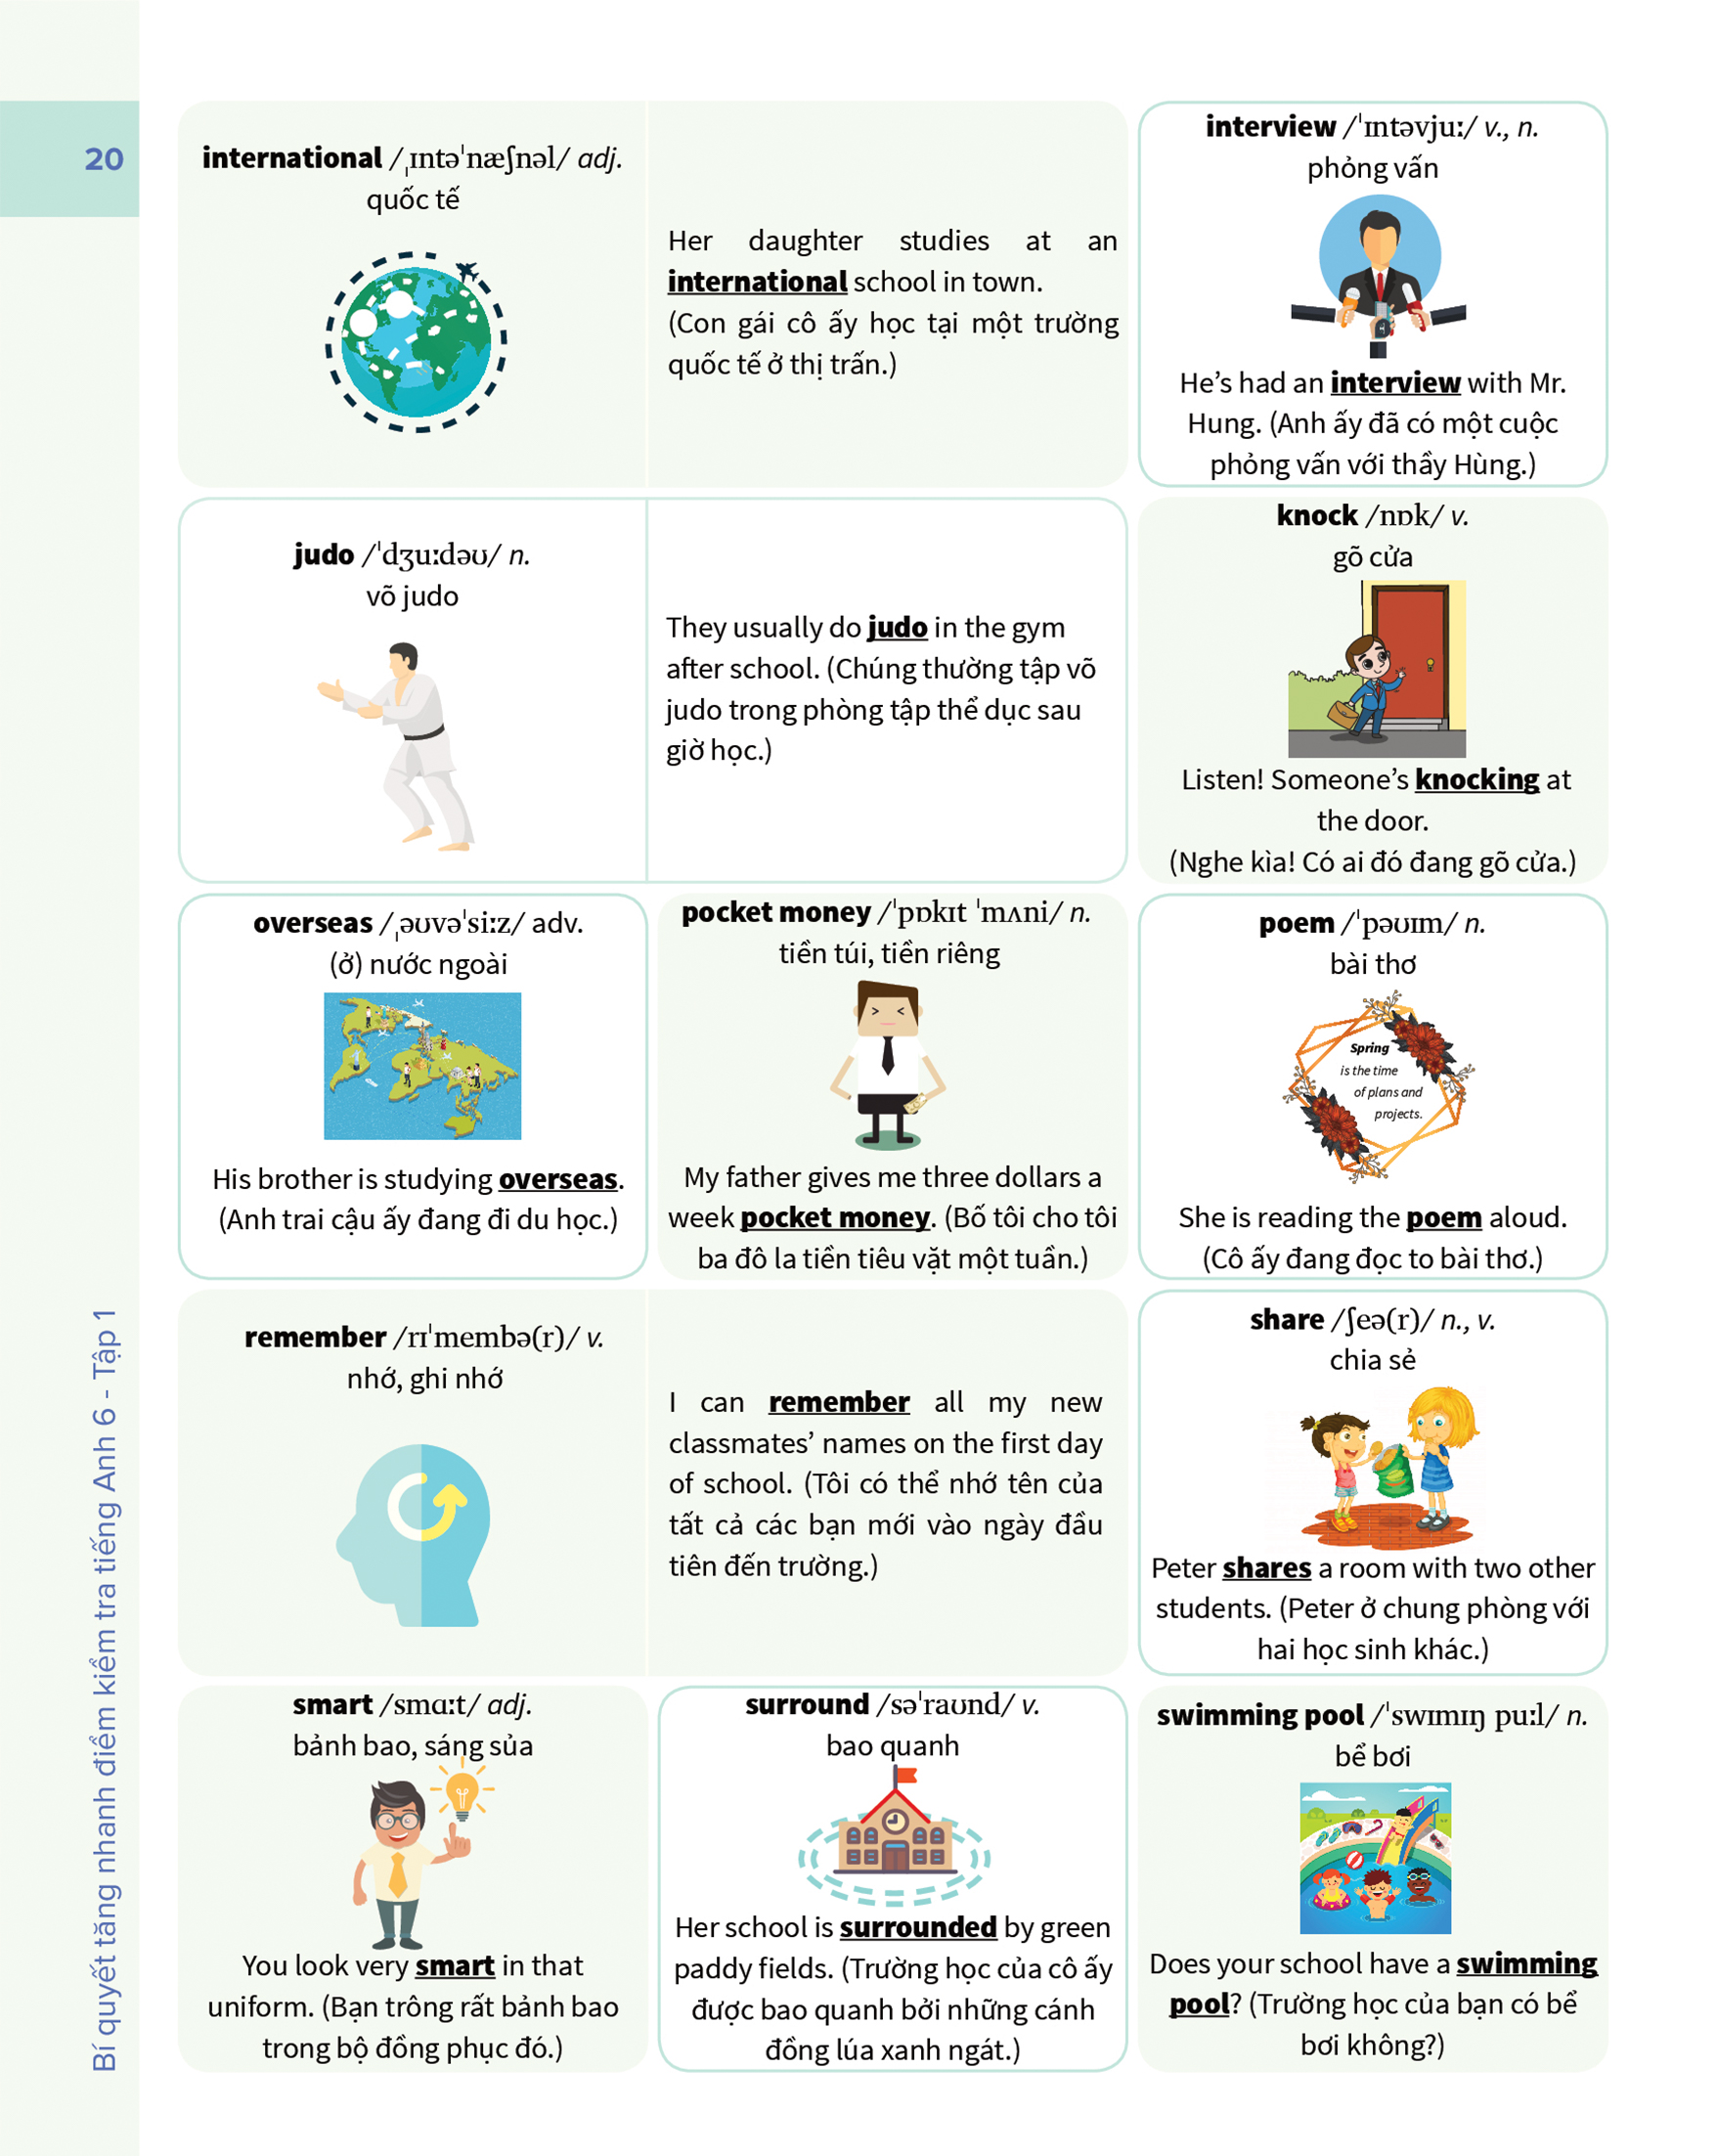 20
international /ˌɪntəˈnæʃnəl/ adj.
quốc tế
Her daughter studies at an
international school in town.
(Con gái cô ấy học tại một trường
quốc tế ở thị trấn.)
interview /ˈɪntəvjuː/ v., n.
phỏng vấn
He’s had an interview with Mr.
Hung. (Anh ấy đã có một cuộc
phỏng vấn với thầy Hùng.)
judo /ˈdʒuːdəʊ/ n.
võ judo
They usually do judo in the gym
after school. (Chúng thường tập võ
judo trong phòng tập thể dục sau
giờ học.)
knock /nɒk/ v.
gõ cửa
Listen! Someone’s knocking at
the door.
(Nghe kìa! Có ai đó đang gõ cửa.)
overseas /ˌəʊvəˈsiːz/ adv.
(ở) nước ngoài
His brother is studying overseas.
(Anh trai cậu ấy đang đi du học.)
pocket money /ˈpɒkɪt ˈmʌni/ n.
tiền túi, tiền riêng
My father gives me three dollars a
week pocket money. (Bố tôi cho tôi
ba đô la tiền tiêu vặt một tuần.)
poem /ˈpəʊɪm/ n.
bài thơ
Spring
is the time
of plans and
projects.
She is reading the poem aloud.
(Cô ấy đang đọc to bài thơ.)
remember /rɪˈmembə(r)/ v.
nhớ, ghi nhớ
I can remember all my new
classmates’ names on the first day
of school. (Tôi có thể nhớ tên của
tất cả các bạn mới vào ngày đầu
tiên đến trường.)
share /ʃeə(r)/ n., v.
chia sẻ
Peter shares a room with two other
students. (Peter ở chung phòng với
hai học sinh khác.)
smart /smɑːt/ adj.
bảnh bao, sáng sủa
You look very smart in that
uniform. (Bạn trông rất bảnh bao
trong bộ đồng phục đó.)
surround /səˈraʊnd/ v.
bao quanh
Her school is surrounded by green
paddy fields. (Trường học của cô ấy
được bao quanh bởi những cánh
đồng lúa xanh ngát.)
swimming pool /ˈswɪmɪŋ puːl/ n.
bể bơi
Does your school have a swimming
pool? (Trường học của bạn có bể
bơi không?)
Bí quyết tăng nhanh điểm kiểm tra tiếng Anh 6 - Tập 1